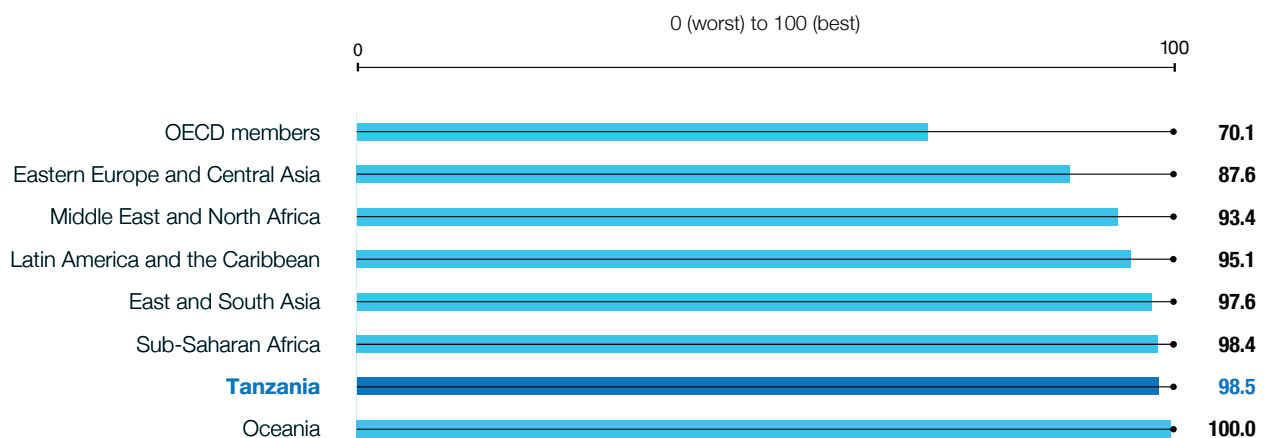 0 (worst) to 100 (best)
0 100
OECD members 70.1
Eastern Europe and Central Asia 87.6
Middle East and North Africa 93.4
Latin America and the Caribbean 95.1
East and South Asia 97.6
Sub-Saharan Africa 98.4
Tanzania 98.5
Oceania 100.0